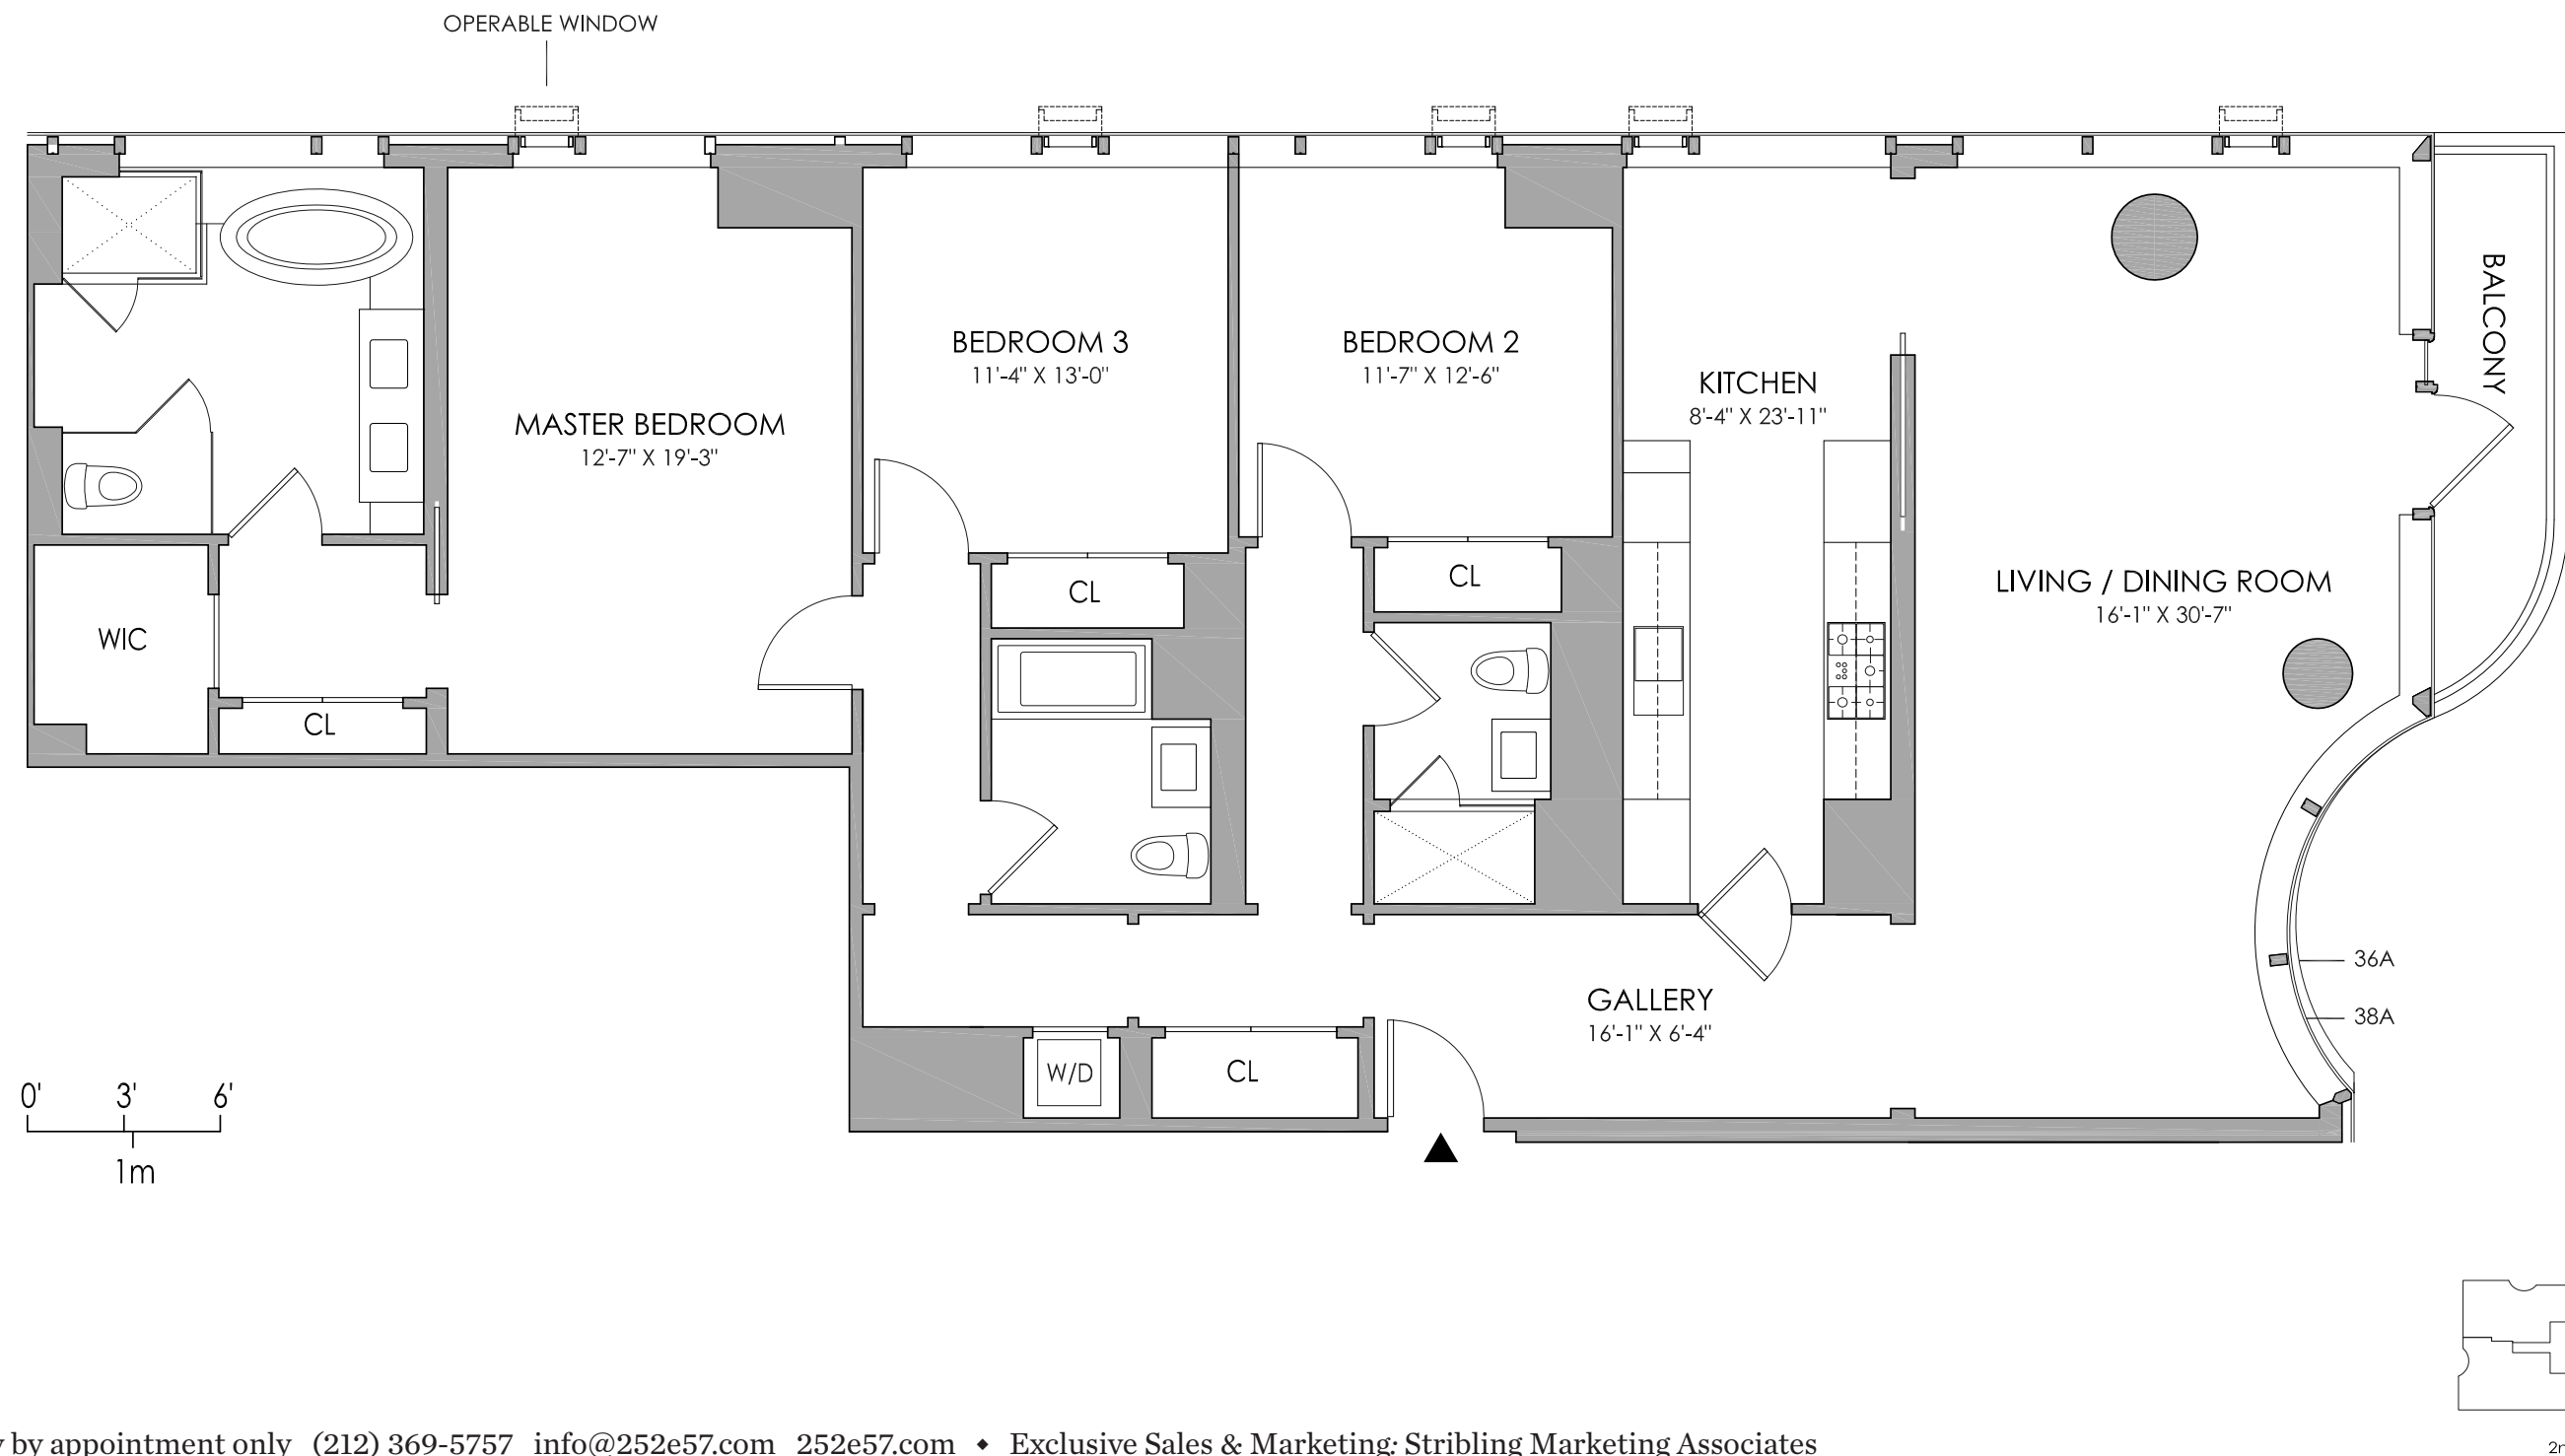 OPERABLE WINDOW
BALCONY
BEDROOM 3
11'-4" X 13'-0"
BEDROOM 2
11'-7" X 12'-6"
KITCHEN
8'-4" X 23'-11"
MASTER BEDROOM
12'-7" X 19'-3"
LIVING / DINING ROOM
16'-1" X 30'-7"
CL
CL
WIC
CL
36A
GALLERY
16'-1" X 6'-4"
38A
W/D
CL
0' 3' 6'
1m
by appointment only (212) 369-5757 info@252e57.com 252e57.com ◆ Exclusive Sales & Marketing: Stribling Marketing Associates